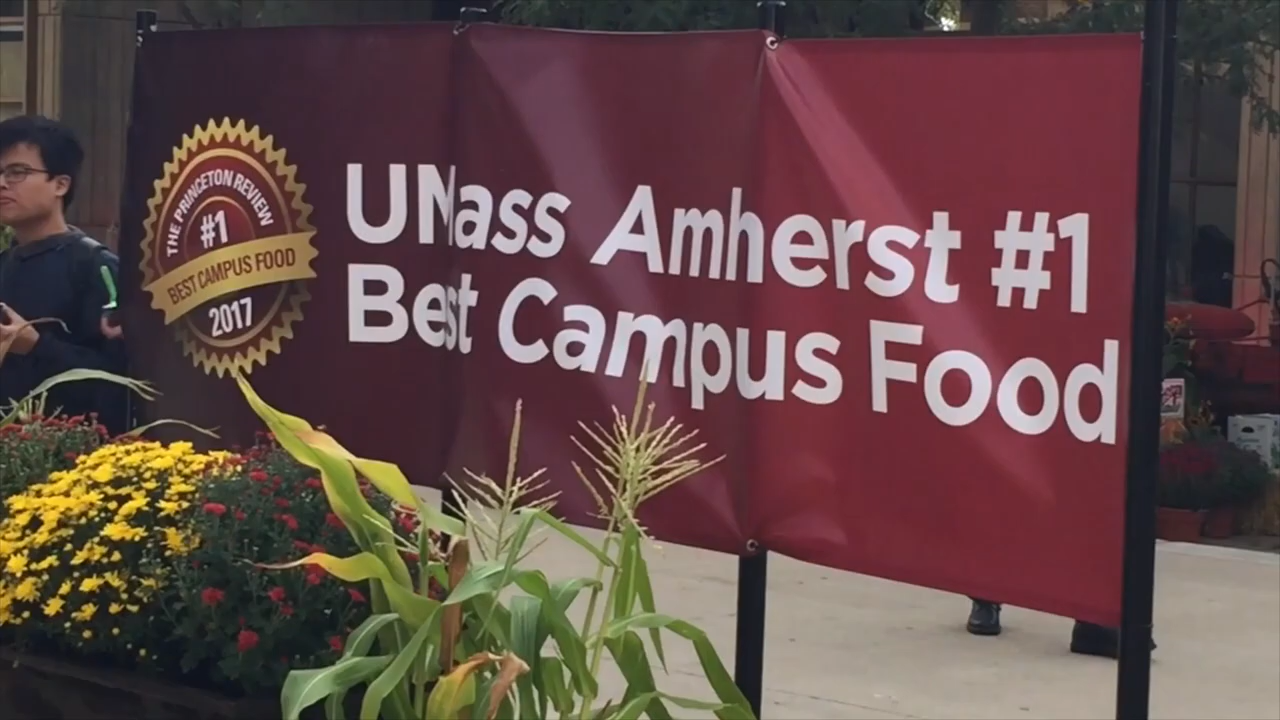 THE PRINCETON REVIEW
#1
BEST CAMPUS FOOD
2017
UMass Amherst #1
Best Campus Food